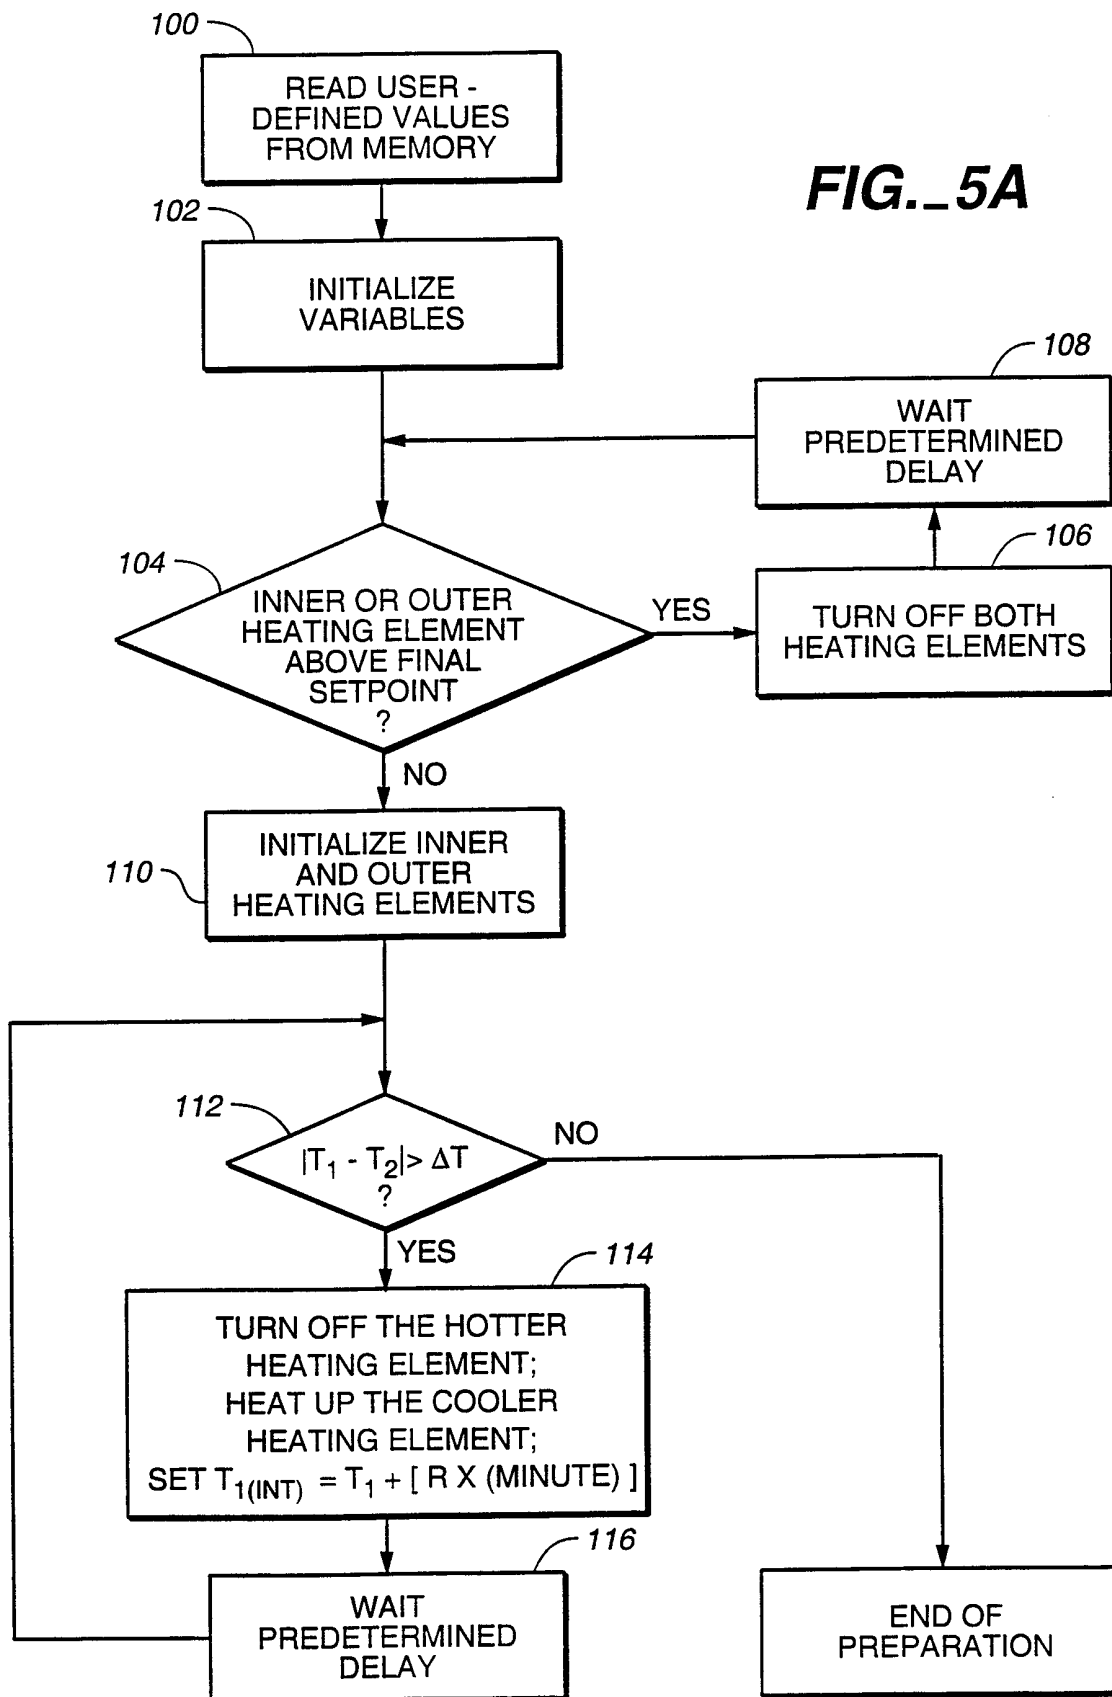 100
READ USER -
DEFINED VALUES
FROM MEMORY
FIG._5A
102
INITIALIZE
VARIABLES
108
WAIT
PREDETERMINED
DELAY
104
INNER OR OUTER
HEATING ELEMENT
ABOVE FINAL
SETPOINT
?
YES
106
TURN OFF BOTH
HEATING ELEMENTS
NO
110
INITIALIZE INNER
AND OUTER
HEATING ELEMENTS
112
|T1 - T2|> ΔT
?
NO
YES
114
TURN OFF THE HOTTER
HEATING ELEMENT;
HEAT UP THE COOLER
HEATING ELEMENT;
SET T1(INT) = T1 + [ R X (MINUTE) ]
116
WAIT
PREDETERMINED
DELAY
END OF
PREPARATION